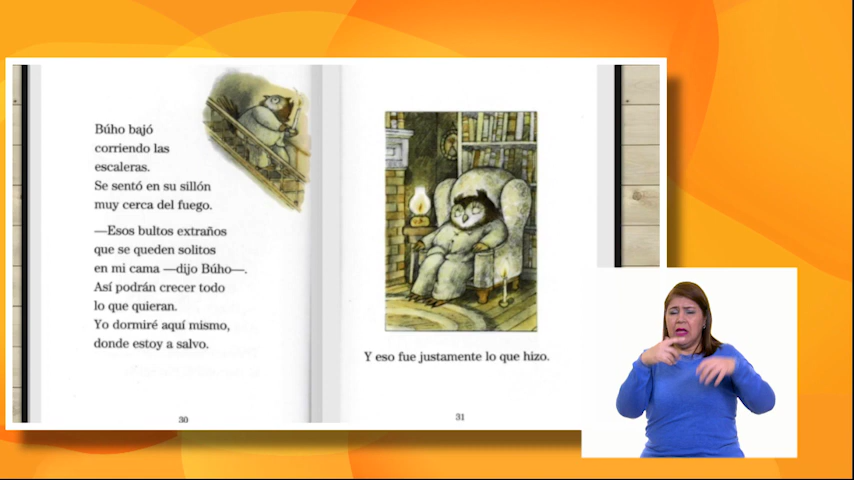 Búho bajó
corriendo las
escaleras.
Se sentó en su sillón
muy cerca del fuego.
—Esos bultos extraños
que se queden solitos
en mi cama —dijo Búho—.
Así podrán crecer todo
lo que quieran.
Yo dormiré aquí mismo,
donde estoy a salvo.
30
Y eso fue justamente lo que hizo.
31